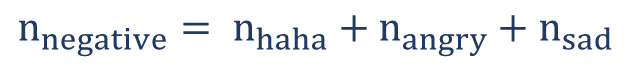 n_negative = n_haha + n_angry + n_sad